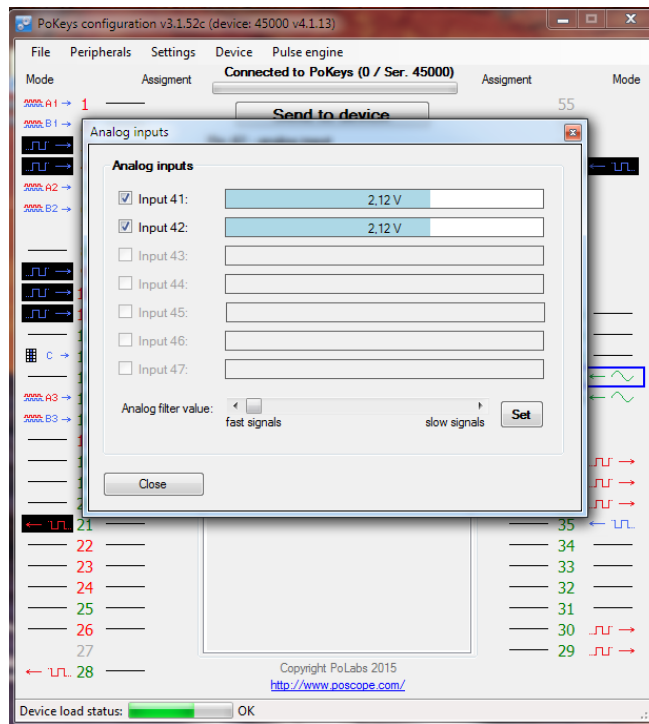 PoKeys configuration v3.1.52c (device: 45000 v4.1.13)
File Peripherals Settings Device Pulse engine
Mode Assigment Connected to PoKeys (0 / Ser. 45000) Assigment Mode
A1 1 55
B1 Send to device
Analog inputs
Analog inputs
A2
B2
Input 41: 2,12 V
Input 42: 2,12 V
Input 43:
Input 44:
Input 45:
Input 46:
Input 47:
C
A3
B3
Analog filter value: fast signals slow signals Set
Close
21 35
22 34
23 33
24 32
25 31
26 30
27 29
28
Copyright PoLabs 2015
http://www.poscope.com/
Device load status: OK